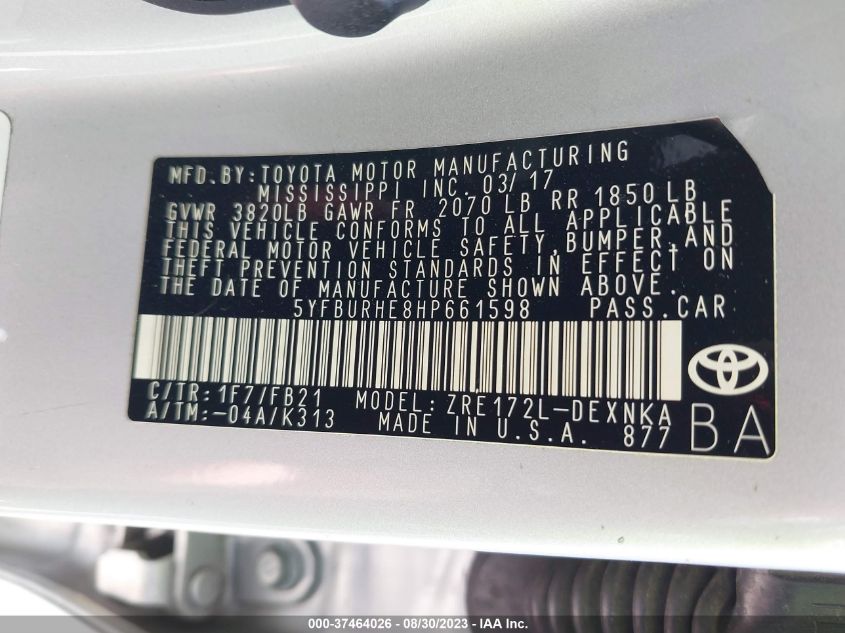 MFD.BY:TOYOTA MOTOR MANUFACTURING
MISSISSIPPI INC. 03/17
GVWR 3820LB GAWR FR 2070 LB RR 1850 LB
THIS VEHICLE CONFORMS TO ALL APPLICABLE
FEDERAL MOTOR VEHICLE SAFETY,BUMPER,AND
THEFT PREVENTION STANDARDS IN EFFECT ON
THE DATE OF MANUFACTURE SHOWN ABOVE.
5YFBURHE8HP661598 PASS.CAR
C/TR:1F7/FB21 MODEL:ZRE172L-DEXNKA
A/TM:-04A/K313 MADE IN U.S.A. 877 BA
000-37464026 - 08/30/2023 - IAA Inc.